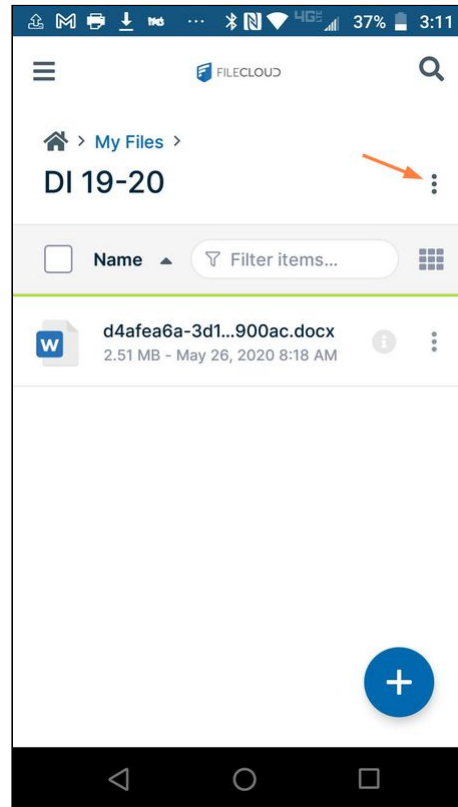 4GE 37% 3:11
FILECLOUD
> My Files >
DI 19-20
Name Filter items...
d4afea6a-3d1...900ac.docx
W
2.51 MB - May 26, 2020 8:18 AM